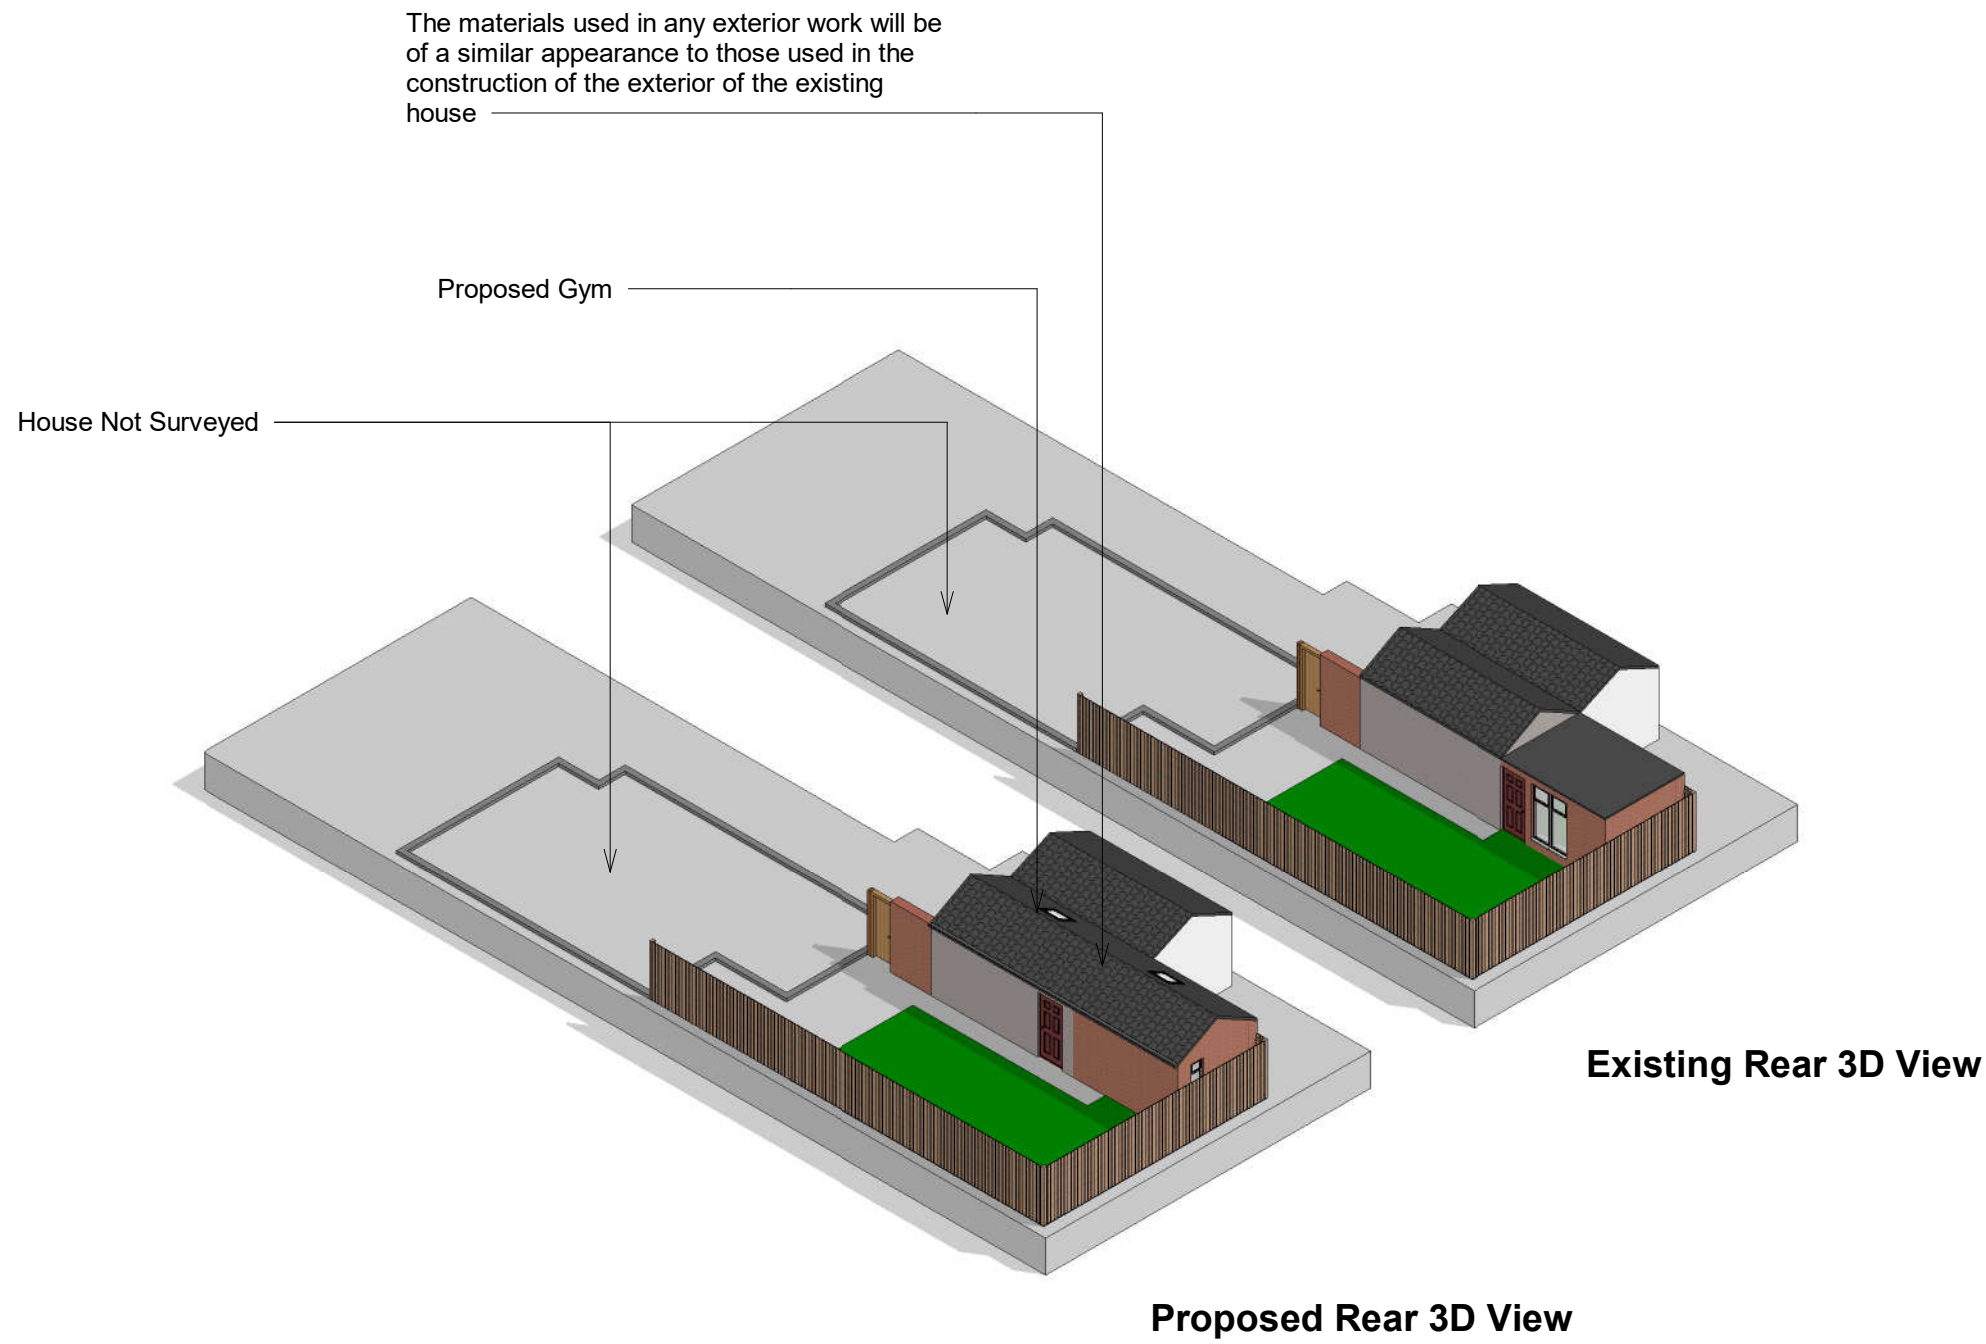 The materials used in any exterior work will be
of a similar appearance to those used in the
construction of the exterior of the existing
house
Proposed Gym
House Not Surveyed
Existing Rear 3D View
Proposed Rear 3D View